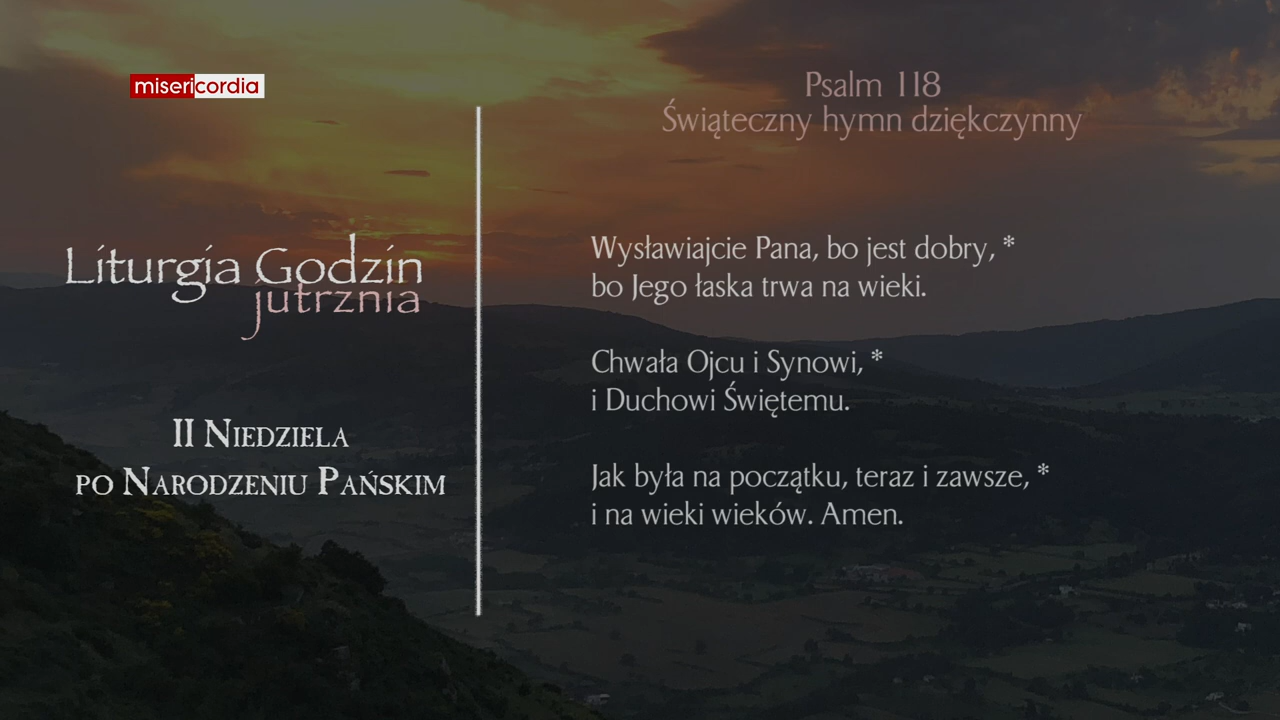 misericordia
Liturgia Godzin
jutrznia
II Niedziela
po Narodzeniu Pańskim
Psalm 118
Świąteczny hymn dziękczynny
Wysławiajcie Pana, bo jest dobry, *
bo Jego łaska trwa na wieki.
Chwała Ojcu i Synowi, *
i Duchowi Świętemu.
Jak była na początku, teraz i zawsze, *
i na wieki wieków. Amen.